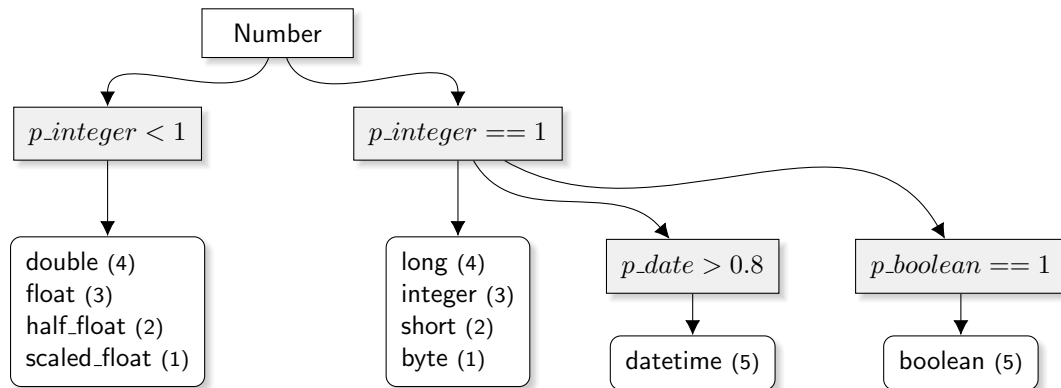 Number
p_integer < 1
p_integer == 1
double (4)
float (3)
half_float (2)
scaled_float (1)
long (4)
integer (3)
short (2)
byte (1)
p_date > 0.8
p_boolean == 1
datetime (5)
boolean (5)